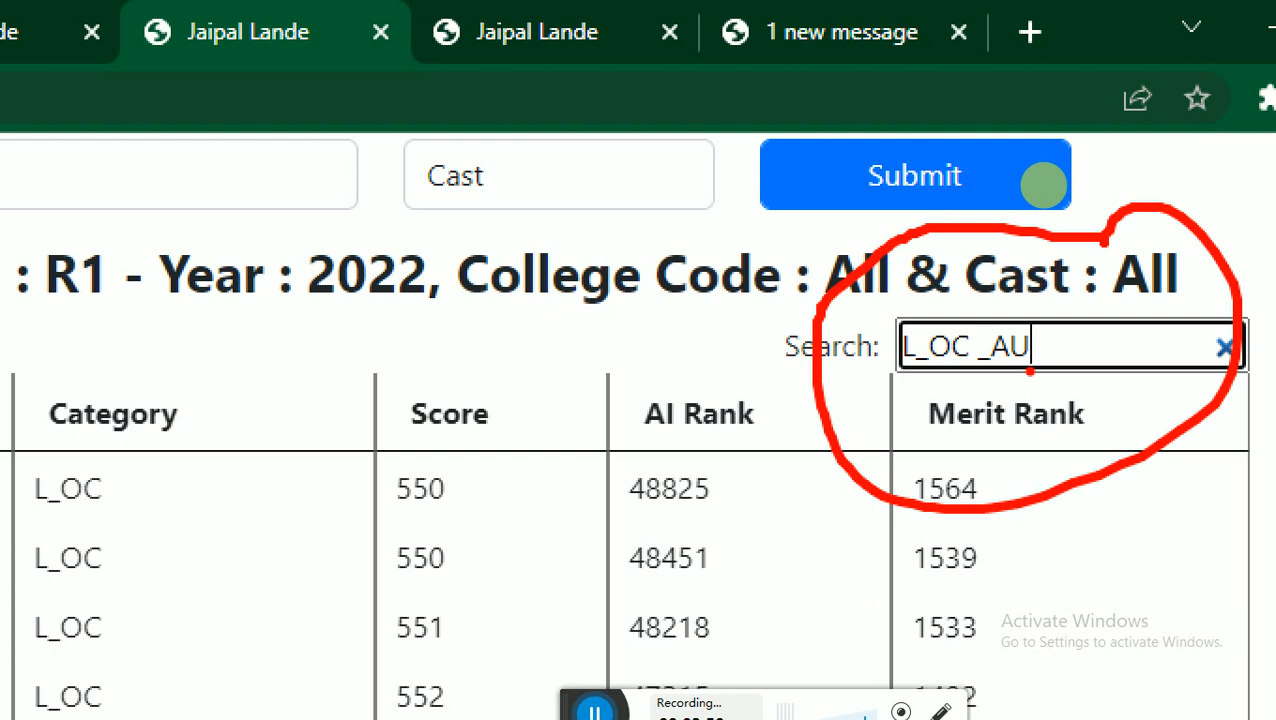 de
Jaipal Lande
Jaipal Lande
1 new message
Cast
Submit
: R1 - Year : 2022, College Code : All & Cast : All
Search: L_OC _AU
Category Score AI Rank Merit Rank
L_OC 550 48825 1564
L_OC 550 48451 1539
L_OC 551 48218 1533
Activate Windows
Go to Settings to activate Windows.
L_OC 552
Recording...